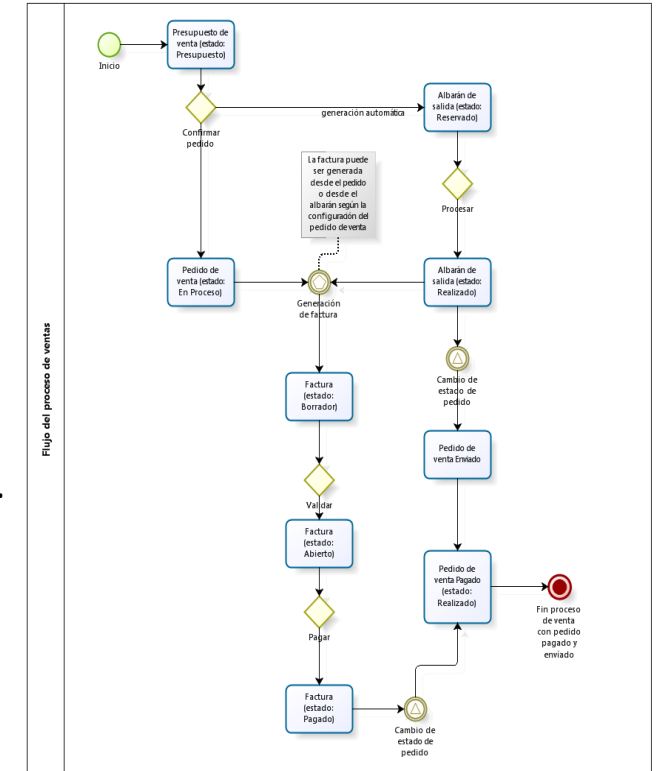 Flujo del proceso de ventas
Inicio
Presupuesto de
venta (estado:
Presupuesto)
Confirmar
pedido
generación automática
Albarán de
salida (estado:
Reservado)
La factura puede
ser generada
desde el pedido
o desde el
albarán según la
configuración del
pedido de venta
Procesar
Pedido de
venta (estado:
En Proceso)
Generación
de factura
Albarán de
salida (estado:
Realizado)
Cambio de
estado de
pedido
Factura
(estado:
Borrador)
Pedido de
venta Enviado
Validar
Factura
(estado:
Abierto)
Pedido de
venta Pagado
(estado:
Realizado)
Fin proceso
de venta
con pedido
pagado y
enviado
Pagar
Factura
(estado:
Pagado)
Cambio de
estado de
pedido